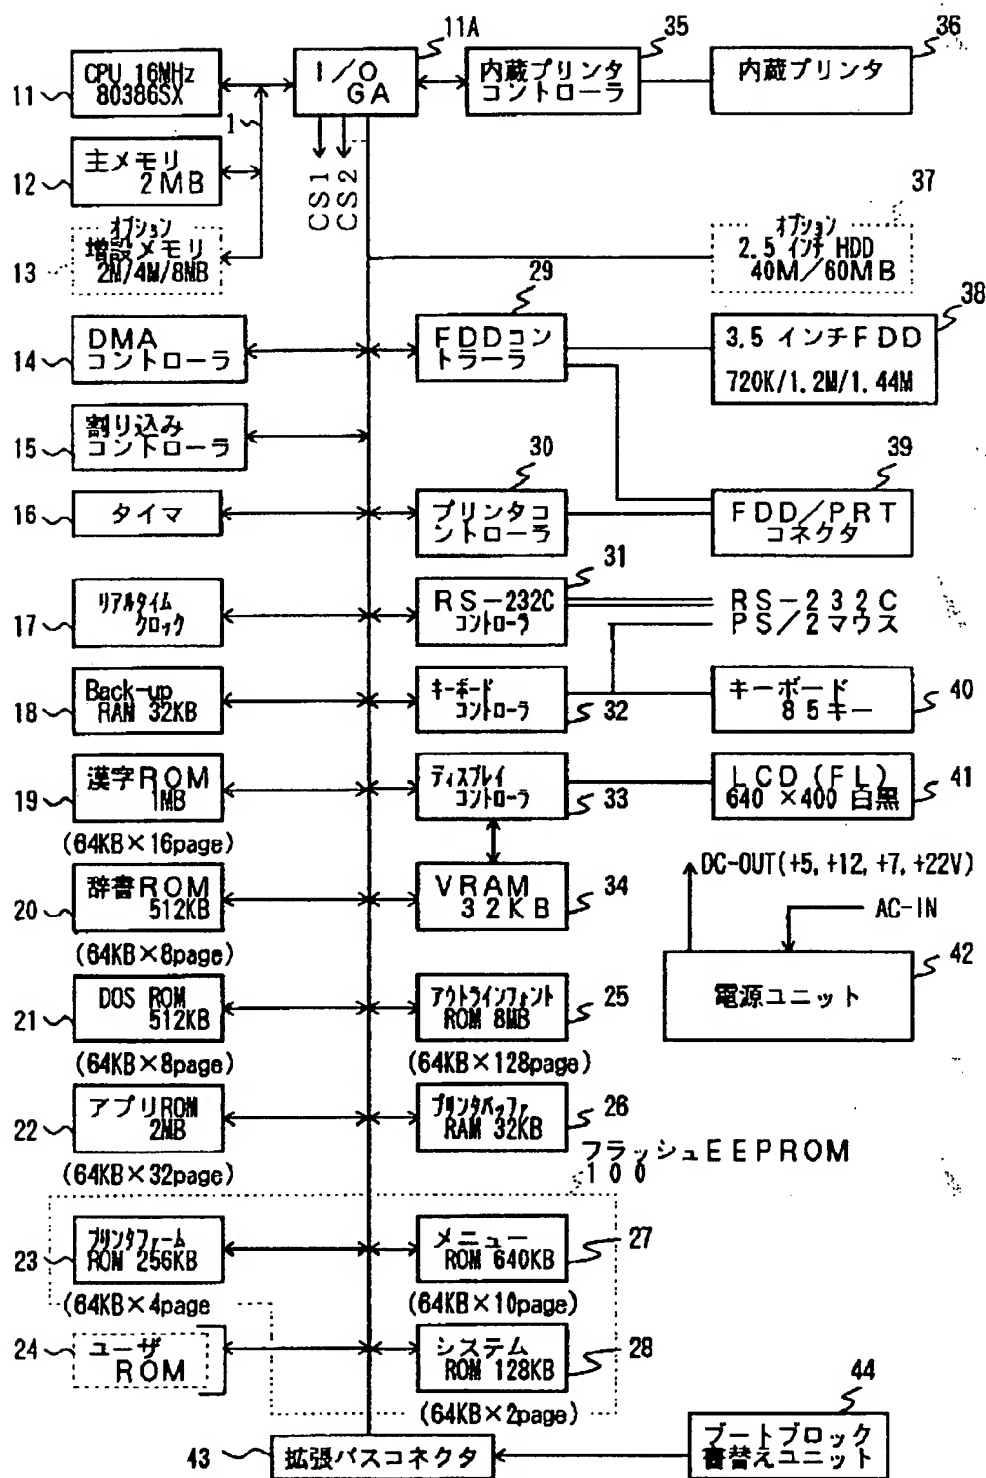 11A
35
36
CPU 16MHz
80386SX
11
I/O
GA
内蔵プリンタ
コントローラ
内蔵プリンタ
1
主メモリ
2MB
12
CS1
CS2
37
オプション
増設メモリ
2M/4M/8MB
13
オプション
2.5 インチ HDD
40M/60MB
29
38
DMA
コントローラ
14
FDDコン
トラーラ
3.5 インチFDD
720K/1.2M/1.44M
割り込み
コントローラ
15
30
39
タイマ
16
プリンタコ
ントローラ
FDD/PRT
コネクタ
31
リアルタイム
クロック
17
RS-232C
コントローラ
RS-232C
PS/2マウス
Back-up
RAM 32KB
18
キーボード
コントローラ
32
キーボード
85キー
40
漢字ROM
1MB
19
(64KB×16page)
ディスプレイ
コントローラ
33
LCD(FL)
640×400 白黒
41
辞書ROM
512KB
20
(64KB×8page)
VRAM
32KB
34
DC-OUT(+5, +12, +7, +22V)
AC-IN
42
電源ユニット
DOS ROM
512KB
21
(64KB×8page)
アウトラインフォント
ROM 8MB
25
(64KB×128page)
アプリROM
2MB
22
(64KB×32page)
プリンタバッファ
RAM 32KB
26
フラッシュEEPROM
100
プリンタファーム
ROM 256KB
23
(64KB×4page
メニュー
ROM 640KB
27
(64KB×10page)
ユーザ
ROM
24
システム
ROM 128KB
28
(64KB×2page)
44
43
拡張バスコネクタ
ブートブロック
書替えユニット